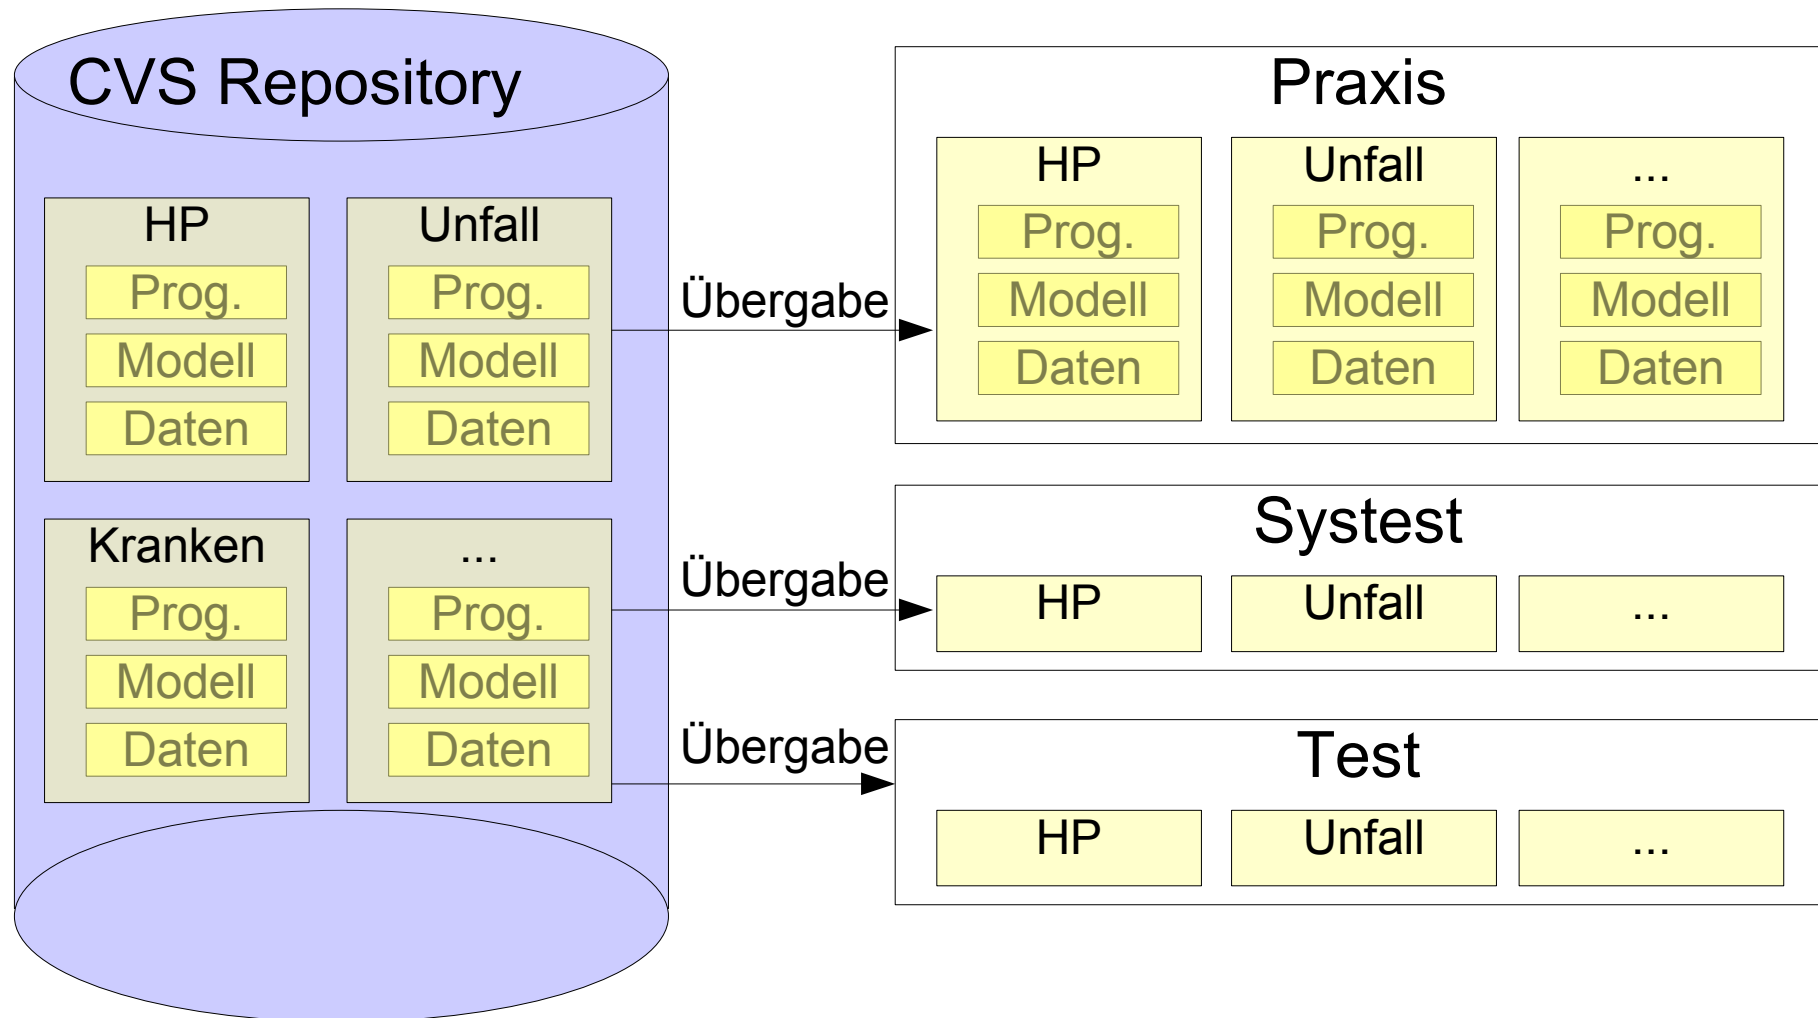 CVS Repository
HP
Prog.
Modell
Daten
Unfall
Prog.
Modell
Daten
Kranken
Prog.
Modell
Daten
...
Prog.
Modell
Daten
Übergabe
Übergabe
Übergabe
Praxis
HP
Prog.
Modell
Daten
Unfall
Prog.
Modell
Daten
...
Prog.
Modell
Daten
Systest
HP
Unfall
...
Test
HP
Unfall
...